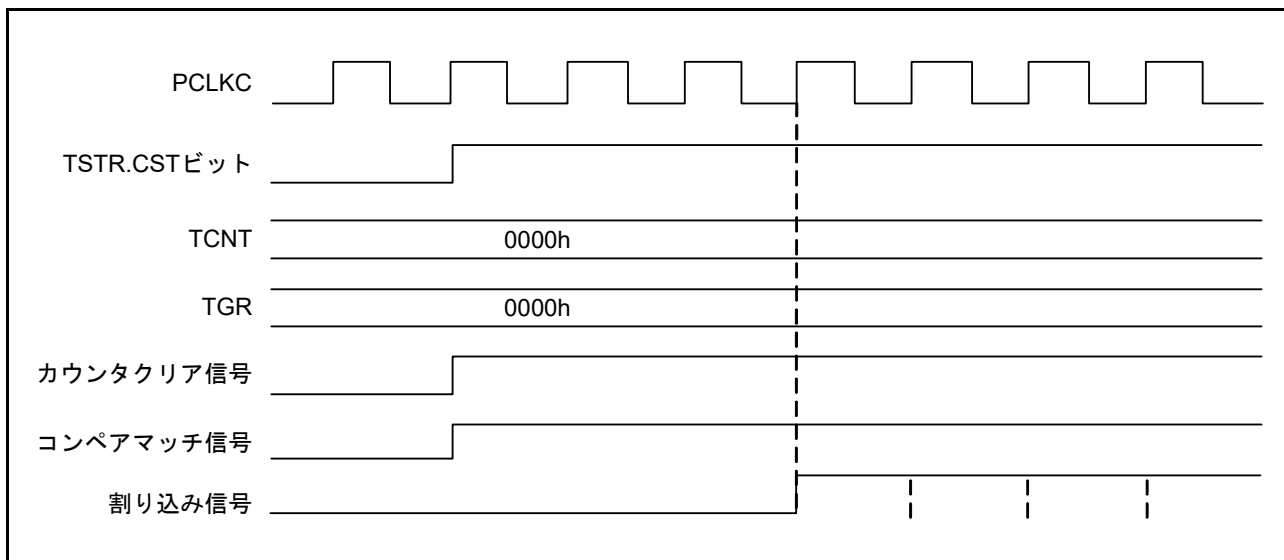 PCLKC
TSTR.CSTビット
TCNT
0000h
TGR
0000h
カウンタクリア信号
コンペアマッチ信号
割り込み信号